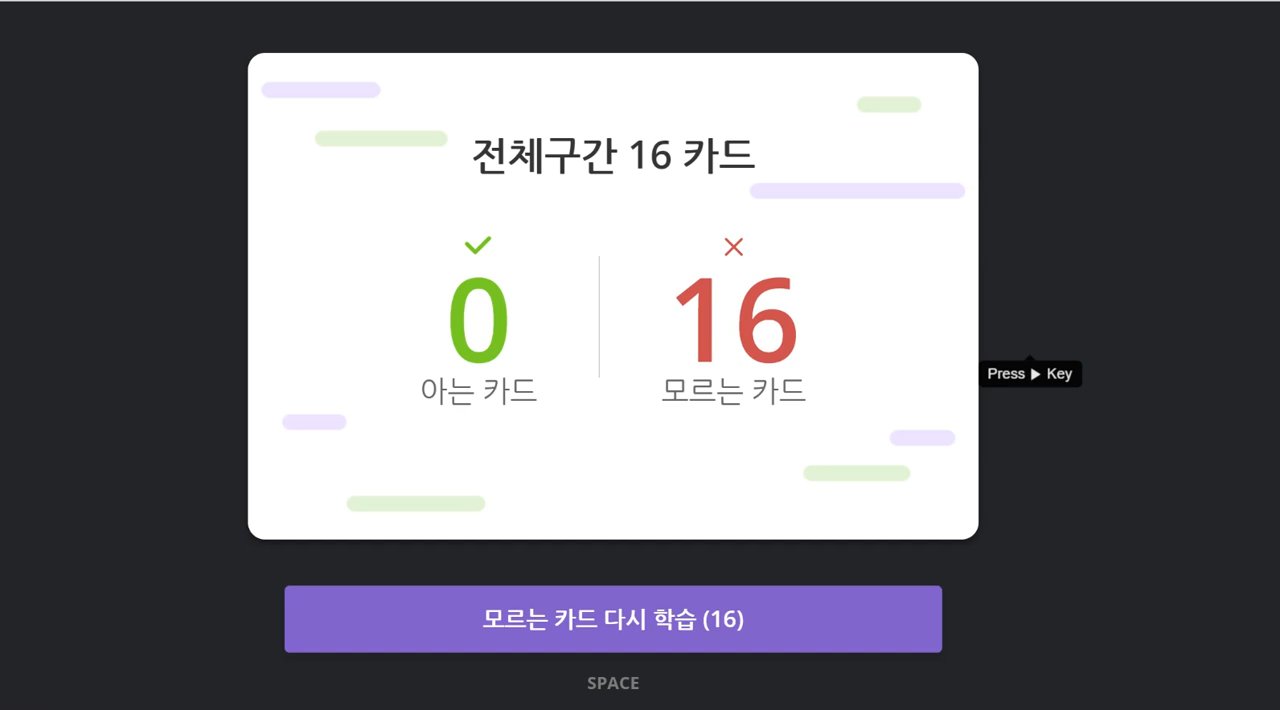 전체구간 16 카드
0
아는 카드
16
모르는 카드
Press ▶ Key
모르는 카드 다시 학습 (16)
SPACE